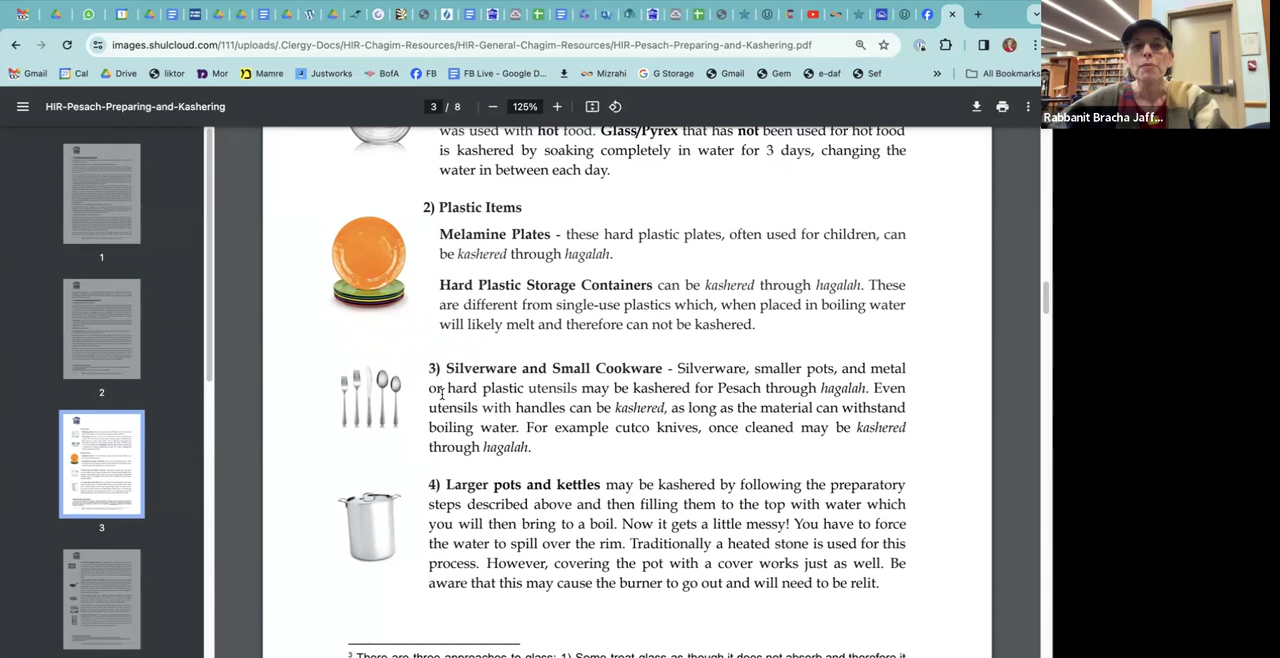 images.shulcloud.com/111/uploads/.Clergy-Docs/HIR-Chagim-Resources/HIR-General-Chagim-Resources/HIR-Pesach-Preparing-and-Kashering.pdf
Gmail Cal Drive liktor Mor Mamre Justworks BofA FB FB Live - Google D... Mizrahi G Storage Gmail Gem e-daf Sef » All Bookmarks
HIR-Pesach-Preparing-and-Kashering 3 / 8 125%
Rabbanit Bracha Jaff...
was used with hot food. Glass/Pyrex that has not been used for hot food
is kashered by soaking completely in water for 3 days, changing the
water in between each day.
2) Plastic Items
Melamine Plates - these hard plastic plates, often used for children, can
be kashered through hagalah.
Hard Plastic Storage Containers can be kashered through hagalah. These
are different from single-use plastics which, when placed in boiling water
will likely melt and therefore can not be kashered.
3) Silverware and Small Cookware - Silverware, smaller pots, and metal
or hard plastic utensils may be kashered for Pesach through hagalah. Even
utensils with handles can be kashered, as long as the material can withstand
boiling water. For example cutco knives, once cleaned may be kashered
through hagalah.
4) Larger pots and kettles may be kashered by following the preparatory
steps described above and then filling them to the top with water which
you will then bring to a boil. Now it gets a little messy! You have to force
the water to spill over the rim. Traditionally a heated stone is used for this
process. However, covering the pot with a cover works just as well. Be
aware that this may cause the burner to go out and will need to be relit.
3 There are three approaches to glass: 1) Some treat glass as though it does not absorb and therefore it
1
2
3